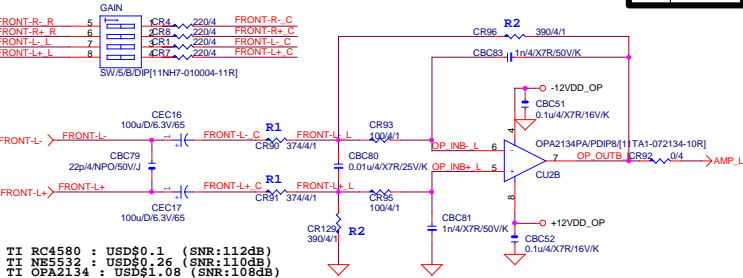 GAIN
FRONT-R-_R 5 1 CR4 220/4 FRONT-R-_C
FRONT-R+_R 6 2 CR8 220/4 FRONT-R+_C
FRONT-L-_L 7 3 CR1 220/4 FRONT-L-_C
FRONT-L+_L 8 4 CR7 220/4 FRONT-L+_C
SW/5/B/DIP[11NH7-010004-11R]
R2
CR96 390/4/1
CBC83 1n/4/X7R/50V/K
-12VDD_OP
CBC51
0.1u/4/X7R/16V/K
CEC16
100u/D/6.3V/65
FRONT-L- FRONT-L- FRONT-L-_C R1 FRONT-L-_L
CR90 374/4/1
CR93
100/4/1
OP_INB-_L 6
4
OPA2134PA/PDIP8/[11TA1-072134-10R]
7 OP_OUTB_L CR92 0/4 AMP_L
CU2B
CBC79
22p/4/NPO/50V/J
CBC80
0.01u/4/X7R/25V/K
OP_INB+_L 5
8
FRONT-L+ FRONT-L+ FRONT-L+_C R1 FRONT-L+_L
CR91 374/4/1
CR95
100/4/1
CEC17
100u/D/6.3V/65
CR129
390/4/1
R2
CBC81
1n/4/X7R/50V/K
+12VDD_OP
CBC52
0.1u/4/X7R/16V/K
TI RC4580 : USD$0.1 (SNR:112dB)
TI NE5532 : USD$0.26 (SNR:110dB)
TI OPA2134 : USD$1.08 (SNR:108dB)